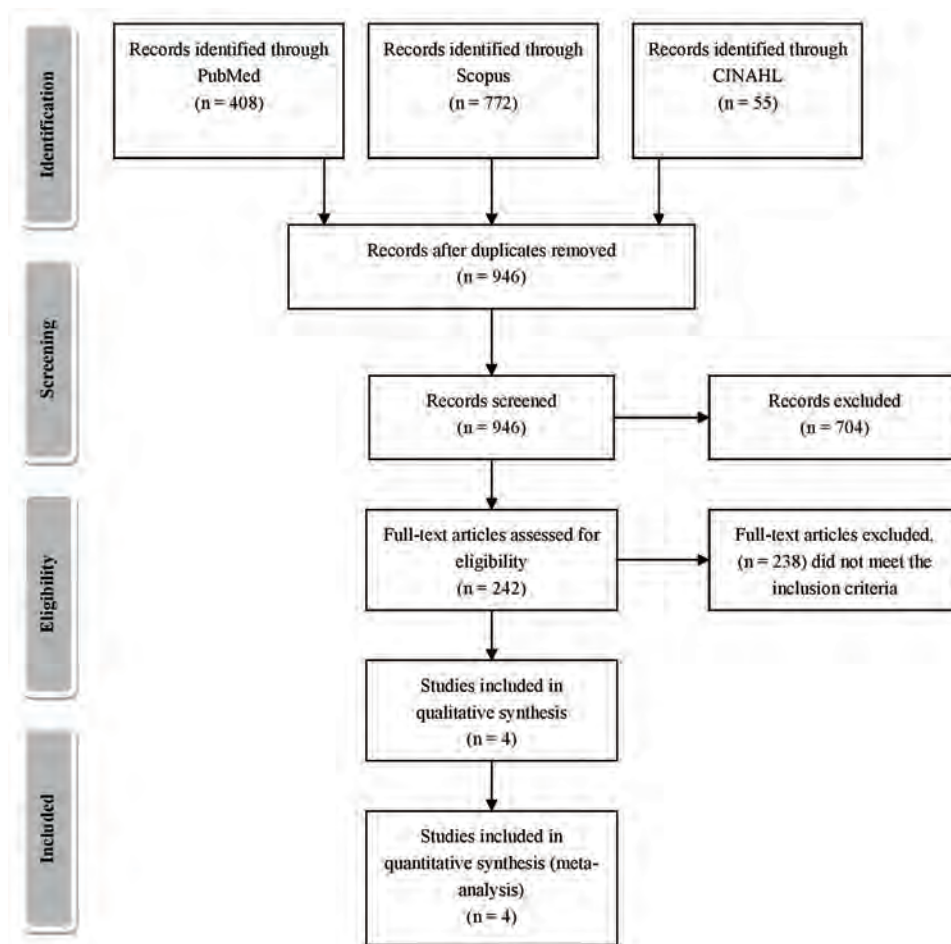 Identification
Records identified through
PubMed
(n = 408)
Records identified through
Scopus
(n = 772)
Records identified through
CINAHL
(n = 55)
Records after duplicates removed
(n = 946)
Screening
Records screened
(n = 946)
Records excluded
(n = 704)
Eligibility
Full-text articles assessed for
eligibility
(n = 242)
Full-text articles excluded,
(n = 238) did not meet the
inclusion criteria
Studies included in
qualitative synthesis
(n = 4)
Included
Studies included in
quantitative synthesis (meta-
analysis)
(n = 4)